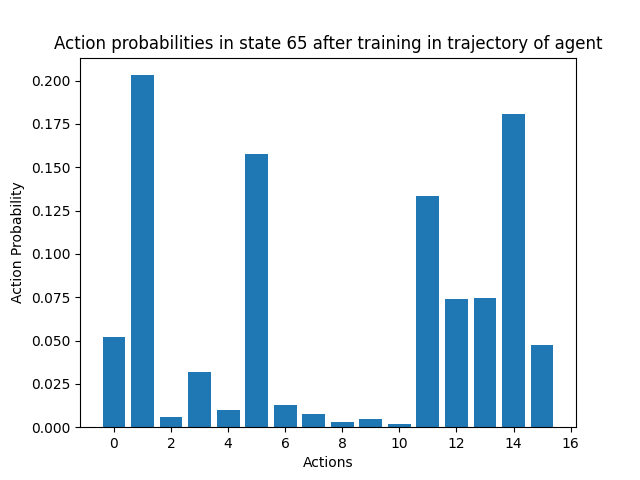 Action probabilities in state 65 after training in trajectory of agent
0.200
0.175
0.150
0.125
0.100
0.075
0.050
0.025
0.000
Action Probability
0 2 4 6 8 10 12 14 16
Actions